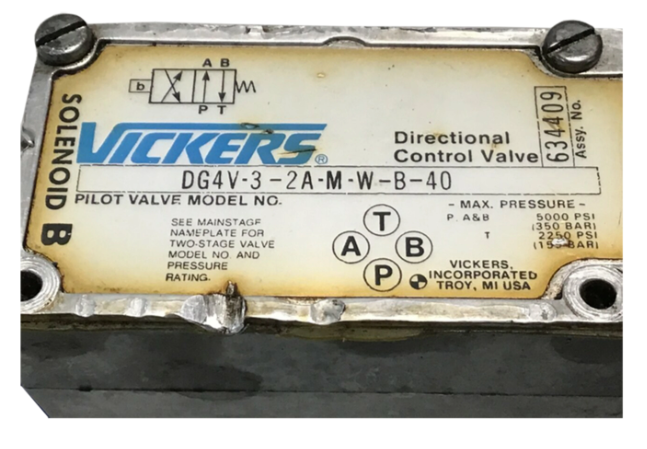 A B
b
P T
SOLENOID B
VICKERS®
Directional
Control Valve
634409
Assy. No.
DG4V-3-2A-M-W-B-40
PILOT VALVE MODEL NO.
SEE MAINSTAGE
NAMEPLATE FOR
TWO-STAGE VALVE
MODEL NO. AND
PRESSURE
RATING.
T
A B
P
- MAX. PRESSURE -
P, A&B 5000 PSI
(350 BAR)
T 2250 PSI
BAR)
VICKERS,
INCORPORATED
TROY, MI USA